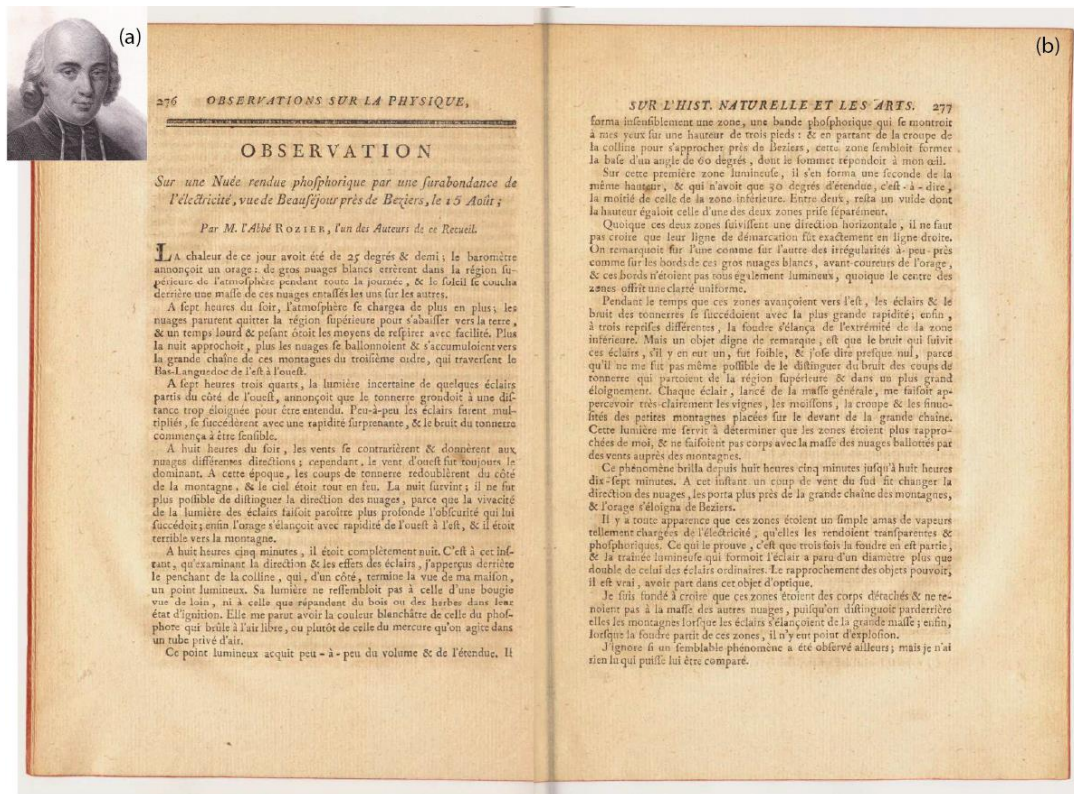 (a)
(b)
276 OBSERVATIONS SUR LA PHYSIQUE,
OBSERVATION
Sur une Nuée rendue phoſphorique par une ſurabondance de
l'électricité, vue de Beauſéjour près de Beziers, le 15 Août ;
Par M. l'Abbé ROZIER, l'un des Auteurs de ce Recueil.
LA chaleur de ce jour avoit été de 25 degrés & demi ; le baromètre
annonçoit un orage : de gros nuages blancs errèrent dans la région ſu-
périeure de l'atmoſphère pendant toute la journée, & le ſoleil ſe coucha
derrière une maſſe de ces nuages entaſſés les uns ſur les autres.
A ſept heures du ſoir, l'atmoſphère ſe chargea de plus en plus ; les
nuages parurent quitter la région ſupérieure pour s'abaiſſer vers la terre,
& un temps lourd & peſant ôtoit les moyens de reſpirer avec facilité. Plus
la nuit approchoit, plus les nuages ſe ballonnoient & s'accumuloient vers
la grande chaîne de ces montagnes du troiſième ordre, qui traverſent le
Bas-Languedoc de l'eſt à l'oueſt.
A ſept heures trois quarts, la lumière incertaine de quelques éclairs
partis du côté de l'oueſt, annonçoit que le tonnerre grondoit à une diſ-
tance trop éloignée pour être entendu. Peu-à-peu les éclairs furent mul-
tipliés, ſe ſuccédèrent avec une rapidité ſurprenante, & le bruit du tonnerre
commença à être ſenſible.
A huit heures du ſoir, les vents ſe contrarièrent & donnèrent aux
nuages différentes directions ; cependant, le vent d'oueſt fut toujours le
dominant. A cette époque, les coups de tonnerre redoublèrent du côté
de la montagne, & le ciel étoit tout en feu. La nuit ſurvint ; il ne fut
plus poſſible de diſtinguer la direction des nuages, parce que la vivacité
de la lumière des éclairs faiſoit paroître plus profonde l'obſcurité qui lui
ſuccédoit ; enfin l'orage s'élançoit avec rapidité de l'oueſt à l'eſt, & il étoit
terrible vers la montagne.
A huit heures cinq minutes, il étoit complètement nuit. C'eſt à cet inſ-
tant, qu'examinant la direction & les effets des éclairs, j'apperçus derrière
le penchant de la colline, qui, d'un côté, termine la vue de ma maiſon,
un point lumineux. Sa lumière ne reſſembloit pas à celle d'une bougie
vue de loin, ni à celle que répandent du bois ou des herbes dans leur
état d'ignition. Elle me parut avoir la couleur blanchâtre de celle du phoſ-
phore qui brûle à l'air libre, ou plutôt de celle du mercure qu'on agite dans
un tube privé d'air.
Ce point lumineux acquit peu - à - peu du volume & de l'étendue. Il
SUR L'HIST. NATURELLE ET LES ARTS. 277
forma inſenſiblement une zone, une bande phoſphorique qui ſe montroit
à mes yeux ſur une hauteur de trois pieds : & en partant de la croupe de
la colline pour s'approcher près de Beziers, cette zone ſembloit former
la baſe d'un angle de 60 degrés, dont le ſommet répondoit à mon œil.
Sur cette première zone lumineuſe, il s'en forma une ſeconde de la
même hauteur, & qui n'avoit que 30 degrés d'étendue, c'eſt - à - dire,
la moitié de celle de la zone inférieure. Entre deux, reſta un vuide dont
la hauteur égaloit celle d'une des deux zones priſe ſéparément.
Quoique ces deux zones ſuiviſſent une direction horizontale, il ne faut
pas croire que leur ligne de démarcation fût exactement en ligne droite.
On remarquoit ſur l'une comme ſur l'autre des irrégularités à-peu-près
comme ſur les bords de ces gros nuages blancs, avant-coureurs de l'orage,
& ces bords n'étoient pas tous également lumineux, quoique le centre des
zones offrît une clarté uniforme.
Pendant le temps que ces zones avançoient vers l'eſt, les éclairs & le
bruit des tonnerres ſe ſuccédoient avec la plus grande rapidité ; enfin,
à trois repriſes différentes, la foudre s'élança de l'extrémité de la zone
inférieure. Mais un objet digne de remarque, eſt que le bruit qui ſuivit
ces éclairs, s'il y en eut un, fut foible, & j'oſe dire preſque nul, parce
qu'il ne me fut pas même poſſible de le diſtinguer du bruit des coups de
tonnerre qui partoient de la région ſupérieure & dans un plus grand
éloignement. Chaque éclair, lancé de la maſſe générale, me faiſoit ap-
percevoir très-clairement les vignes, les moiſſons, la croupe & les ſinuo-
ſités des petites montagnes placées ſur le devant de la grande chaîne.
Cette lumière me ſervit à déterminer que les zones étoient plus rappro-
chées de moi, & ne faiſoient pas corps avec la maſſe des nuages ballottés par
des vents auprès des montagnes.
Ce phénomène brilla depuis huit heures cinq minutes juſqu'à huit heures
dix-ſept minutes. A cet inſtant un coup de vent du ſud fit changer la
direction des nuages, les porta plus près de la grande chaîne des montagnes,
& l'orage s'éloigna de Beziers.
Il y a toute apparence que ces zones étoient un ſimple amas de vapeurs
tellement chargées de l'électricité, qu'elles les rendoient tranſparentes &
phoſphoriques. Ce qui le prouve, c'eſt que trois fois la foudre en eſt partie,
& la traînée lumineuſe qui formoit l'éclair a paru d'un diamètre plus que
double de celui des éclairs ordinaires. Le rapprochement des objets pouvoit,
il eſt vrai, avoir part dans cet objet d'optique.
Je ſuis fondé à croire que ces zones étoient des corps détachés & ne te-
noient pas à la maſſe des autres nuages, puiſqu'on diſtinguoit parderrière
elles les montagnes lorſque les éclairs s'élançoient de la grande maſſe ; enfin,
lorſque la foudre partit de ces zones, il n'y eut point d'exploſion.
J'ignore ſi un ſemblable phénomène a été obſervé ailleurs ; mais je n'ai
rien lu qui puiſſe lui être comparé.